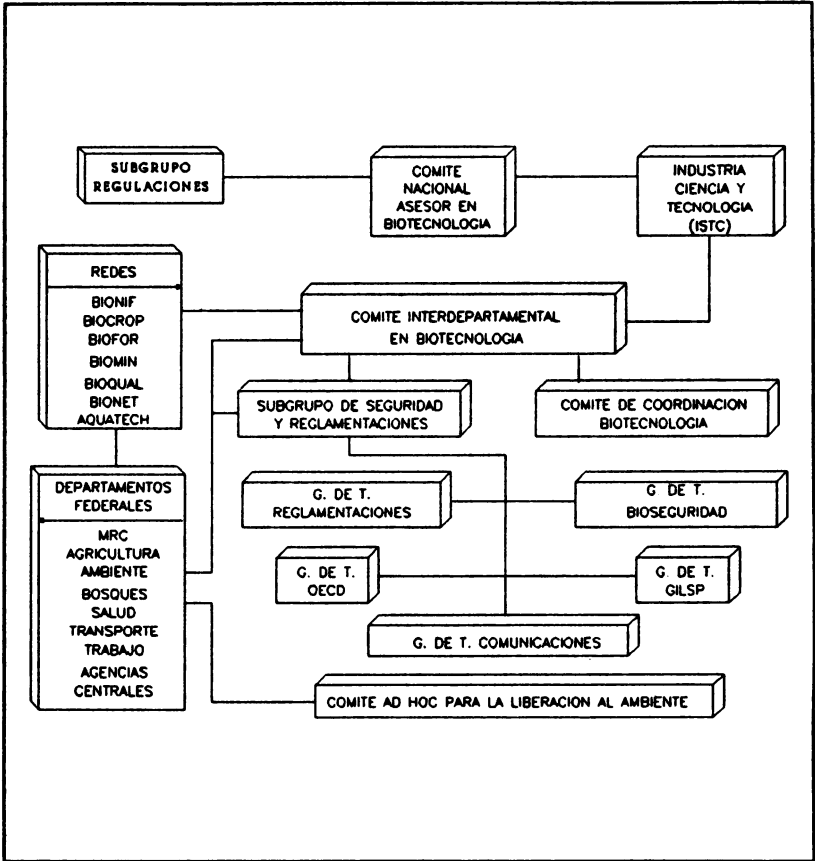 SUBGRUPO
REGULACIONES
COMITE
NACIONAL
ASESOR EN
BIOTECNOLOGIA
INDUSTRIA
CIENCIA Y
TECNOLOGIA
(ISTC)
REDES
BIONIF
BIOCROP
BIOFOR
BIOMIN
BIOQUAL
BIONET
AQUATECH
COMITE INTERDEPARTAMENTAL
EN BIOTECNOLOGIA
SUBGRUPO DE SEGURIDAD
Y REGLAMENTACIONES
COMITE DE COORDINACION
BIOTECNOLOGIA
DEPARTAMENTOS
FEDERALES
MRC
AGRICULTURA
AMBIENTE
BOSQUES
SALUD
TRANSPORTE
TRABAJO
AGENCIAS
CENTRALES
G. DE T.
REGLAMENTACIONES
G. DE T.
BIOSEGURIDAD
G. DE T.
OECD
G. DE T.
GILSP
G. DE T. COMUNICACIONES
COMITE AD HOC PARA LA LIBERACION AL AMBIENTE